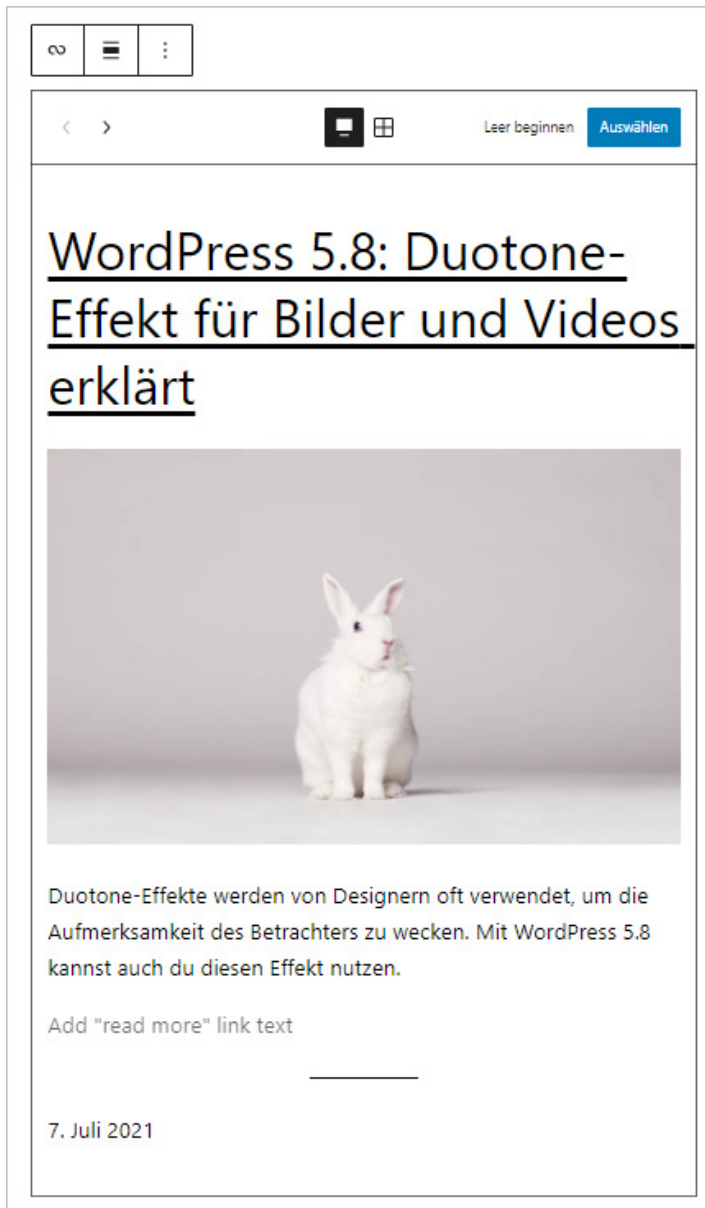 Leer beginnen Auswählen
WordPress 5.8: Duotone-
Effekt für Bilder und Videos
erklärt
Duotone-Effekte werden von Designern oft verwendet, um die
Aufmerksamkeit des Betrachters zu wecken. Mit WordPress 5.8
kannst auch du diesen Effekt nutzen.
Add "read more" link text
7. Juli 2021